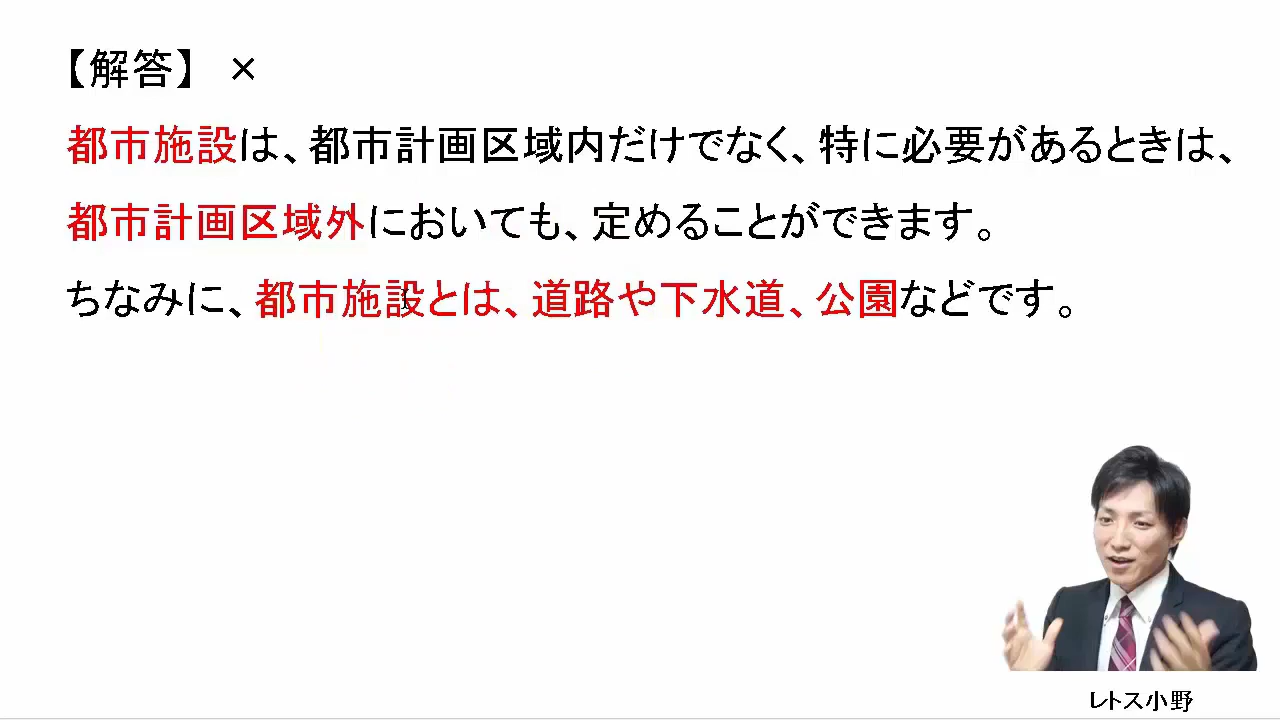 【解答】 ×
都市施設は、都市計画区域内だけでなく、特に必要があるときは、
都市計画区域外においても、定めることができます。
ちなみに、都市施設とは、道路や下水道、公園などです。
レトス小野